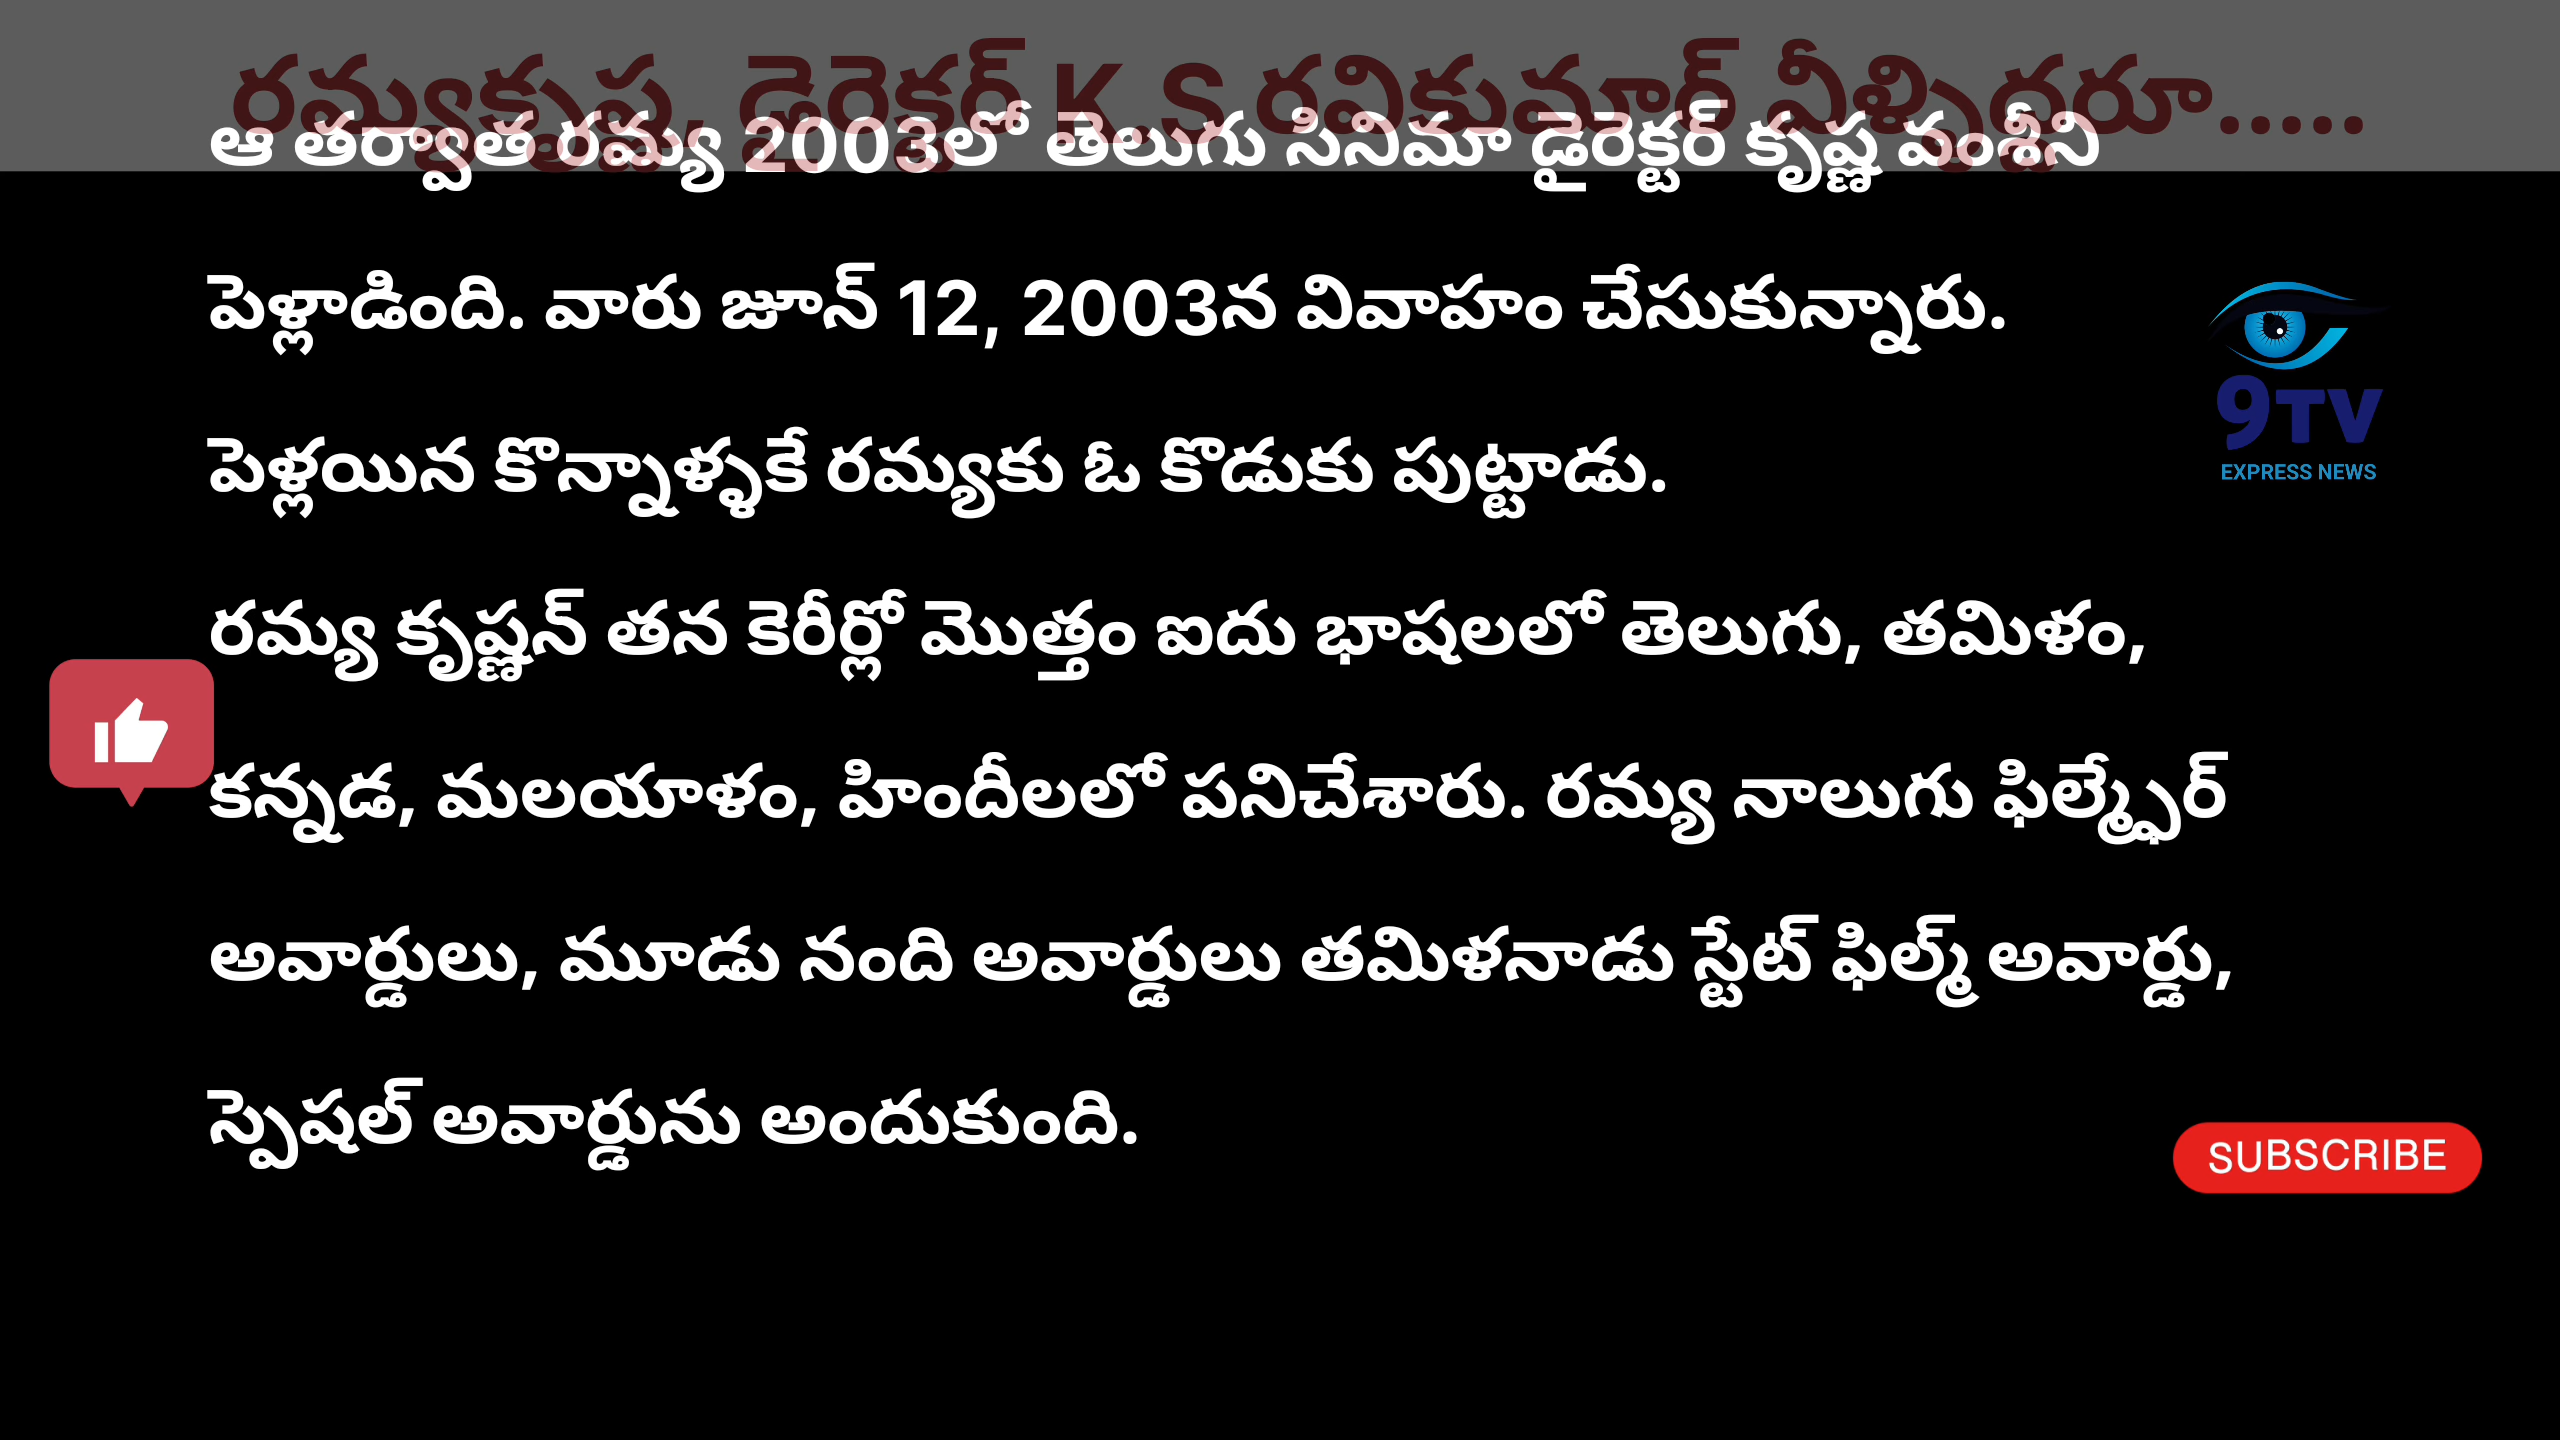 రమ్యకృష్ణ, డైరెక్టర్ K.S రవికుమార్ వీళ్ళిద్దరూ.....
ఆ తర్వాత రమ్య 2003లో తెలుగు సినిమా డైరెక్టర్ కృష్ణ వంశీని
పెళ్లాడింది. వారు జూన్ 12, 2003న వివాహం చేసుకున్నారు.
9TV
EXPRESS NEWS
పెళ్లయిన కొన్నాళ్ళకే రమ్యకు ఓ కొడుకు పుట్టాడు.
రమ్య కృష్ణన్ తన కెరీర్లో మొత్తం ఐదు భాషలలో తెలుగు, తమిళం,
కన్నడ, మలయాళం, హిందీలలో పనిచేశారు. రమ్య నాలుగు ఫిల్మ్ఫేర్
అవార్డులు, మూడు నంది అవార్డులు తమిళనాడు స్టేట్ ఫిల్మ్ అవార్డు,
స్పెషల్ అవార్డును అందుకుంది.
SUBSCRIBE